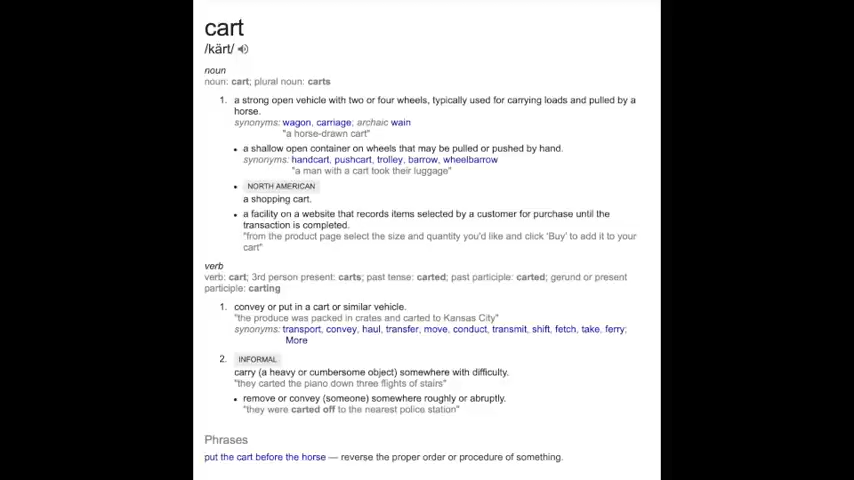 cart
/kärt/
noun
noun: cart; plural noun: carts
1. a strong open vehicle with two or four wheels, typically used for carrying loads and pulled by a
horse.
synonyms: wagon, carriage; archaic wain
"a horse-drawn cart"
• a shallow open container on wheels that may be pulled or pushed by hand.
synonyms: handcart, pushcart, trolley, barrow, wheelbarrow
"a man with a cart took their luggage"
• NORTH AMERICAN
a shopping cart.
• a facility on a website that records items selected by a customer for purchase until the
transaction is completed.
"from the product page select the size and quantity you'd like and click 'Buy' to add it to your
cart"
verb
verb: cart; 3rd person present: carts; past tense: carted; past participle: carted; gerund or present
participle: carting
1. convey or put in a cart or similar vehicle.
"the produce was packed in crates and carted to Kansas City"
synonyms: transport, convey, haul, transfer, move, conduct, transmit, shift, fetch, take, ferry;
More
2. INFORMAL
carry (a heavy or cumbersome object) somewhere with difficulty.
"they carted the piano down three flights of stairs"
• remove or convey (someone) somewhere roughly or abruptly.
"they were carted off to the nearest police station"
Phrases
put the cart before the horse — reverse the proper order or procedure of something.